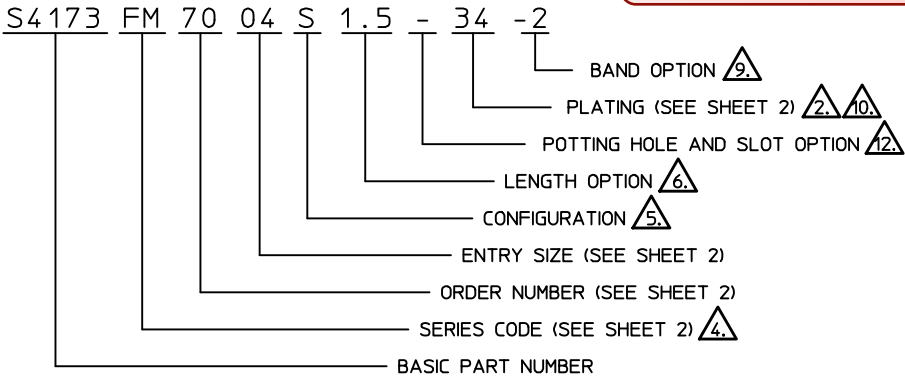 S4173 FM 70 04 S 1.5 - 34 -2
BAND OPTION 9.
PLATING (SEE SHEET 2) 2. 10.
POTTING HOLE AND SLOT OPTION 12.
LENGTH OPTION 6.
CONFIGURATION 5.
ENTRY SIZE (SEE SHEET 2)
ORDER NUMBER (SEE SHEET 2)
SERIES CODE (SEE SHEET 2) 4.
BASIC PART NUMBER